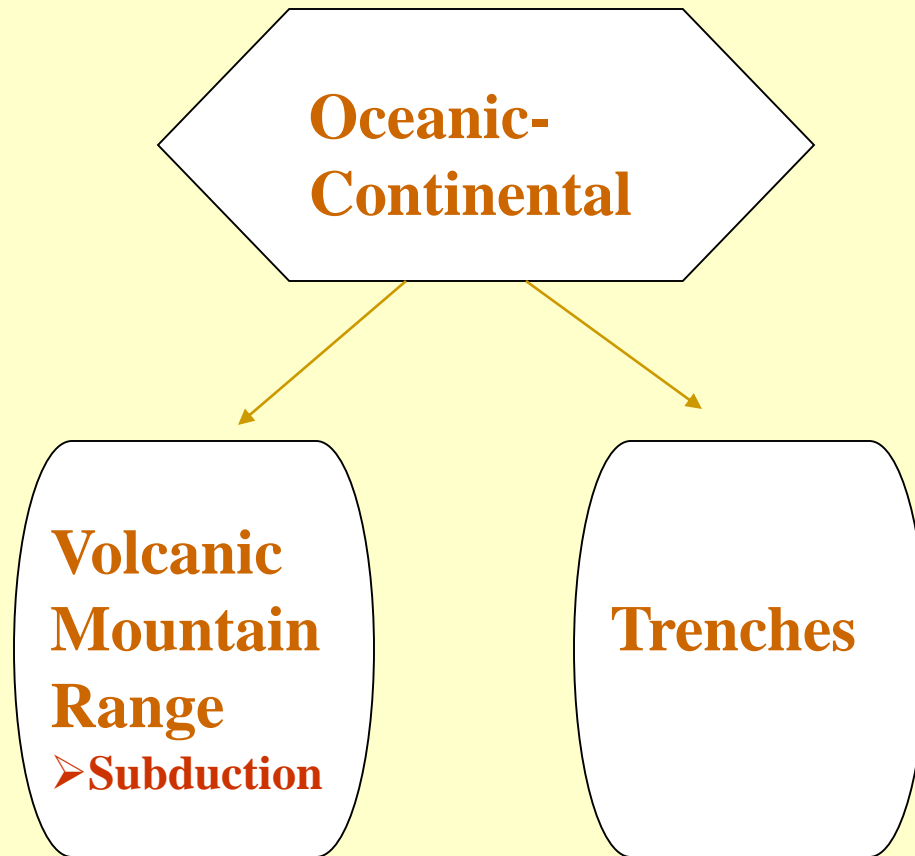 Oceanic-
Continental
Volcanic
Mountain
Range
➢Subduction
Trenches